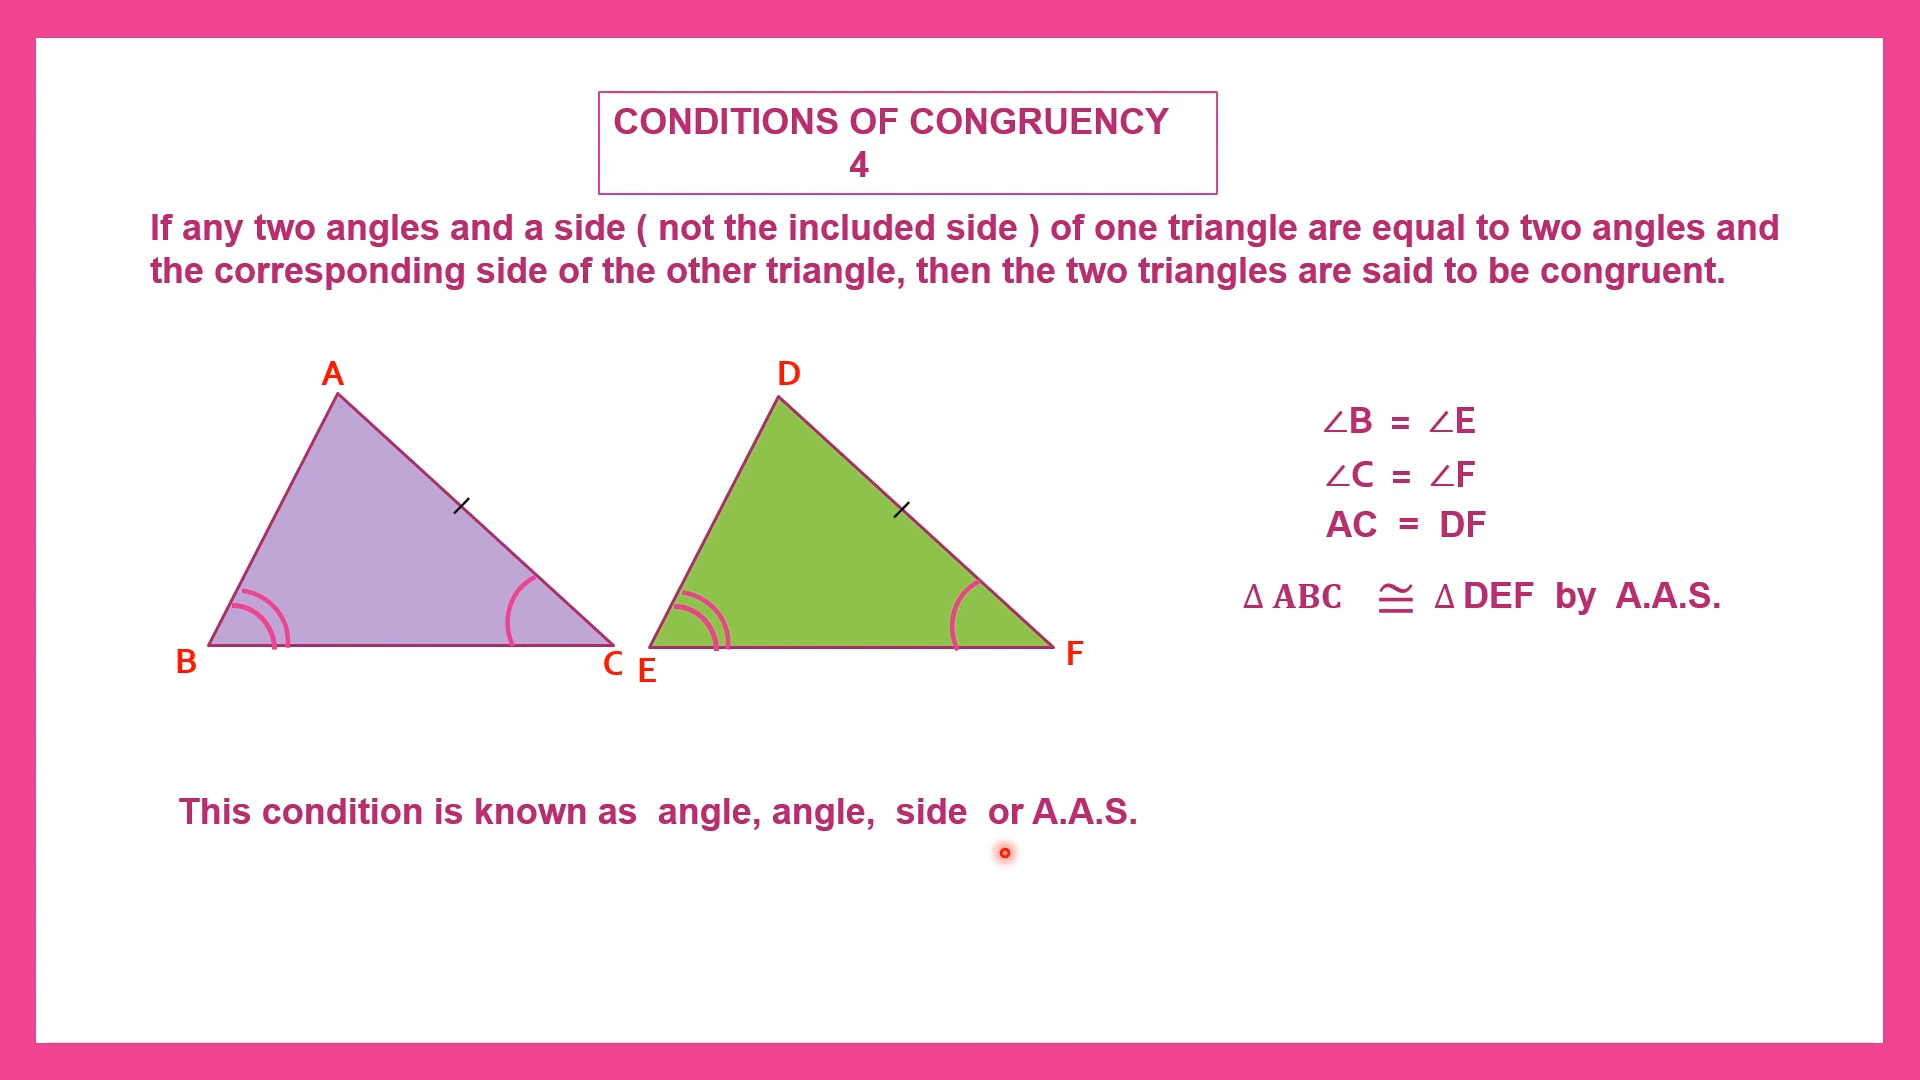 CONDITIONS OF CONGRUENCY
4
If any two angles and a side ( not the included side ) of one triangle are equal to two angles and
the corresponding side of the other triangle, then the two triangles are said to be congruent.
A
D
B
C
E
F
∠B = ∠E
∠C = ∠F
AC = DF
Δ ABC ≅ Δ DEF by A.A.S.
This condition is known as angle, angle, side or A.A.S.